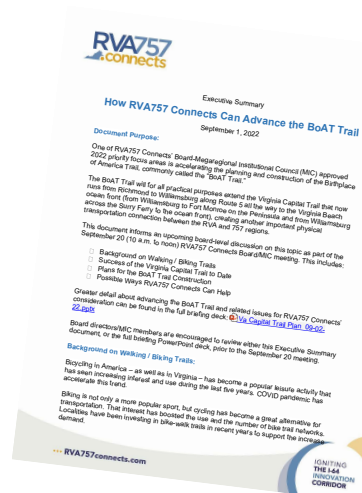 RVA757
connects
Executive Summary
How RVA757 Connects Can Advance the BoAT Trail
September 1, 2022
Document Purpose:
One of RVA757 Connects' Board-Megaregional Institutional Council (MIC) approved
2022 priority focus areas is accelerating the planning and construction of the Birthplace
of America Trail, commonly called the "BoAT Trail."
The BoAT Trail will for all practical purposes extend the Virginia Capital Trail that now
runs from Richmond to Williamsburg along Route 5 all the way to the Virginia Beach
ocean front (from Williamsburg to Fort Monroe on the Peninsula and from Williamsburg
across the Surry Ferry to the ocean front), creating another important physical
transportation connection between the RVA and 757 regions.
This document informs an upcoming board-level discussion on this topic as part of the
September 20 (10 a.m. to noon) RVA757 Connects Board/MIC meeting. This includes:
Background on Walking / Biking Trails
Success of the Virginia Capital Trail to Date
Plans for the BoAT Trail Construction
Possible Ways RVA757 Connects Can Help
Greater detail about advancing the BoAT Trail and related issues for RVA757 Connects'
consideration can be found in the full briefing deck: Va Capital Trail Plan_09-02-
22.pptx
Board directors/MIC members are encouraged to review either this Executive Summary
document, or the full briefing PowerPoint deck, prior to the September 20 meeting.
Background on Walking / Biking Trails:
Bicycling in America – as well as in Virginia – has become a popular leisure activity that
has seen increasing interest and use during the last five years. COVID pandemic has
accelerate this trend.
Biking is not only a more popular sport, but cycling has become a great alternative for
transportation. That interest has boosted the use and the number of bike trail networks.
Localities have been investing in bike-walk trails in recent years to support the increase
demand.
RVA757connects.com
IGNITING
THE I-64
INNOVATION
CORRIDOR